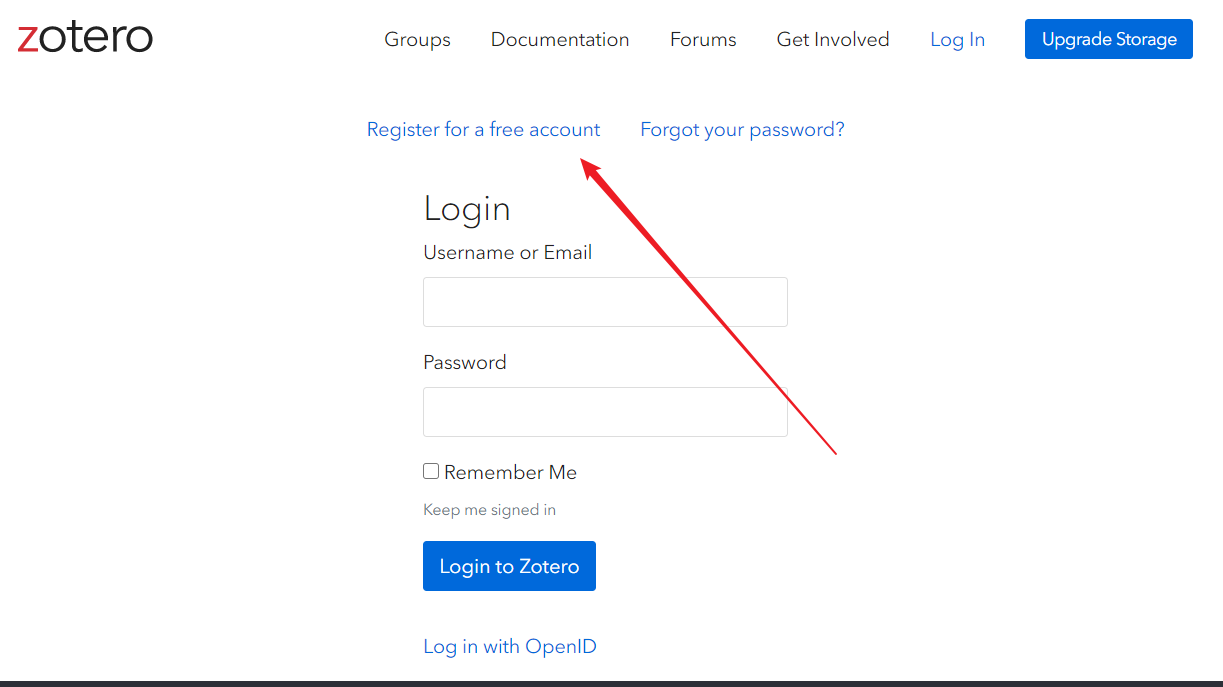 zotero
Groups Documentation Forums Get Involved Log In Upgrade Storage
Register for a free account Forgot your password?
Login
Username or Email
Password
Remember Me
Keep me signed in
Login to Zotero
Log in with OpenID